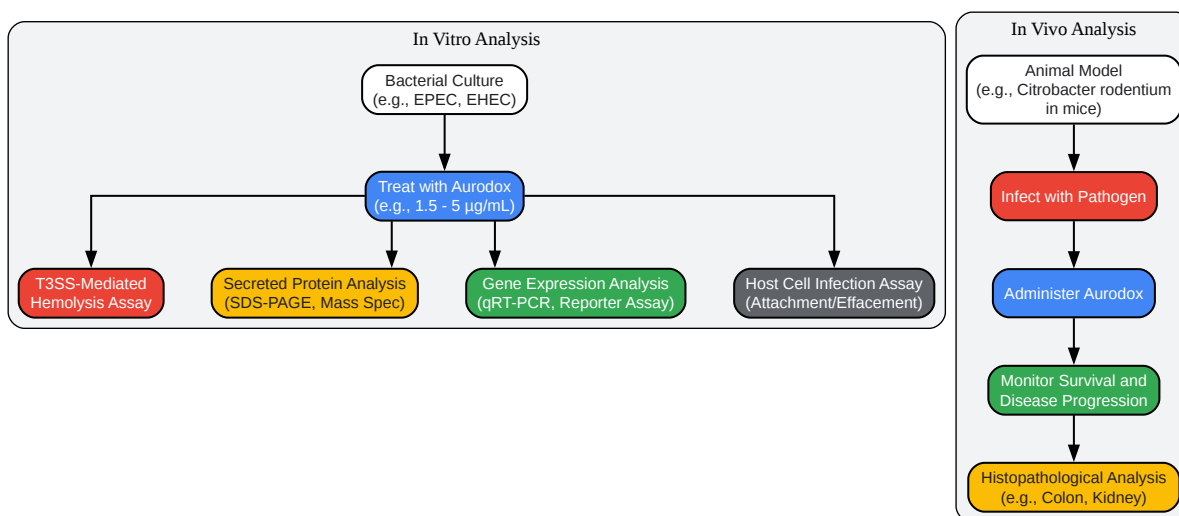 In Vitro Analysis
Bacterial Culture
(e.g., EPEC, EHEC)
Treat with Aurodox
(e.g., 1.5 - 5 µg/mL)
T3SS-Mediated
Hemolysis Assay
Secreted Protein Analysis
(SDS-PAGE, Mass Spec)
Gene Expression Analysis
(qRT-PCR, Reporter Assay)
Host Cell Infection Assay
(Attachment/Effacement)
In Vivo Analysis
Animal Model
(e.g., Citrobacter rodentium
in mice)
Infect with Pathogen
Administer Aurodox
Monitor Survival and
Disease Progression
Histopathological Analysis
(e.g., Colon, Kidney)